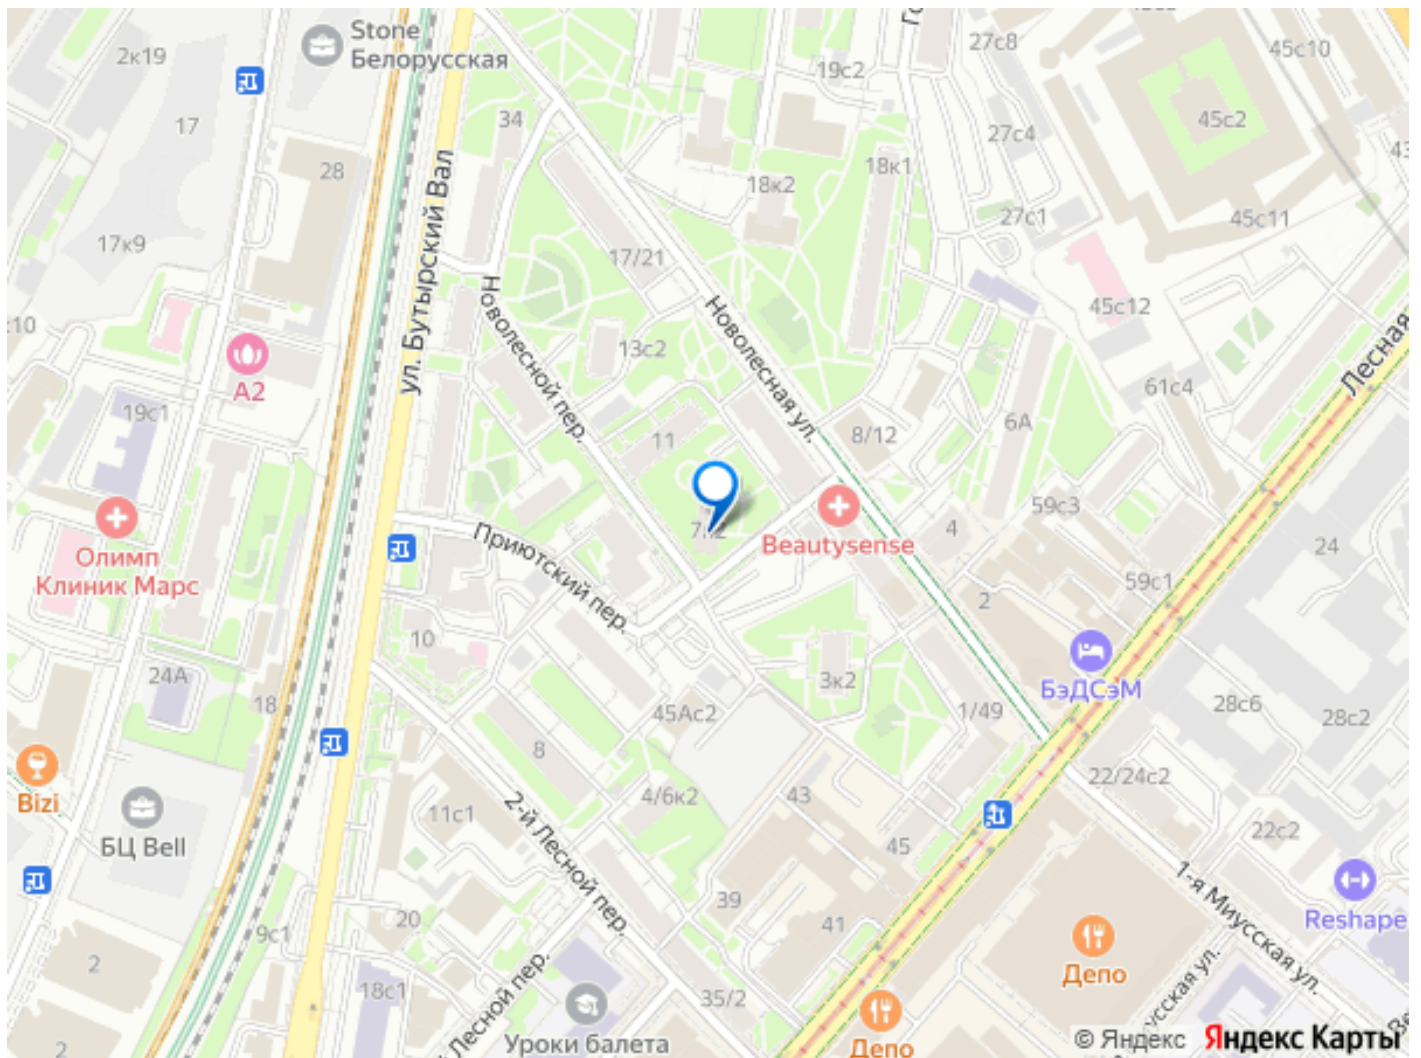 Stone
Белорусская
2к19
17
28
34
17к9
ул. Бутырский Вал
с10
А2
19с1
Олимп
Клиник Марс
24А
18
Bizi
БЦ Bell
2
9с1
2
27с8
45с10
19с2
27с4
45с2
43
18к1
18к2
27с1
45с11
17/21
45с12
Новолесной пер.
Новолесная ул.
13с2
Лесная
61с4
6А
8/12
11
59с3
Beautysense
4
24
59с1
2
Приютский пер.
10
3к2
БэДСэМ
28с6
28с2
1/49
45Ас2
8
22/24с2
4/6к2
43
11с1
22с2
45
2-й Лесной пер.
1-я Миусская ул.
Reshape
39
41
20
Депо
18с1
й Лесной пер.
35/2
усская ул.
Уроки балета
Депо
© Яндекс Яндекс Карты